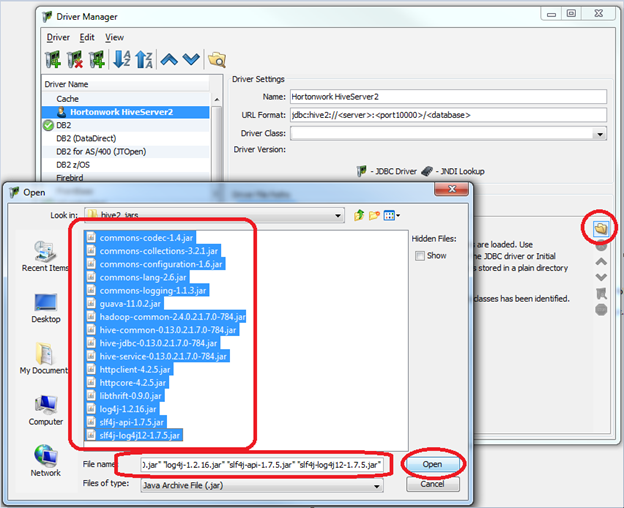 Driver Manager
Driver Edit View
Driver Name
Cache
Hortonwork HiveServer2
DB2
DB2 (DataDirect)
DB2 for AS/400 (JTOpen)
DB2 z/OS
Firebird
Driver Settings
Name: Hortonwork HiveServer2
URL Format: jdbc:hive2://<server>:<port10000>/<database>
Driver Class:
Driver Version:
- JDBC Driver - JNDI Lookup
Driver File Paths
are loaded. Use
the JDBC driver or Initial
s stored in a plain directory
lasses has been identified.
Open
Look in: hive2_jars
Recent Items
Desktop
My Document
Computer
Network
commons-codec-1.4.jar
commons-collections-3.2.1.jar
commons-configuration-1.6.jar
commons-lang-2.6.jar
commons-logging-1.1.3.jar
guava-11.0.2.jar
hadoop-common-2.4.0.2.1.7.0-784.jar
hive-common-0.13.0.2.1.7.0-784.jar
hive-jdbc-0.13.0.2.1.7.0-784.jar
hive-service-0.13.0.2.1.7.0-784.jar
httpclient-4.2.5.jar
httpcore-4.2.5.jar
libthrift-0.9.0.jar
log4j-1.2.16.jar
slf4j-api-1.7.5.jar
slf4j-log4j12-1.7.5.jar
Hidden Files:
Show
File name: ).jar" "log4j-1.2.16.jar" "slf4j-api-1.7.5.jar" "slf4j-log4j12-1.7.5.jar"
Open
Files of type: Java Archive File (.jar)
Cancel